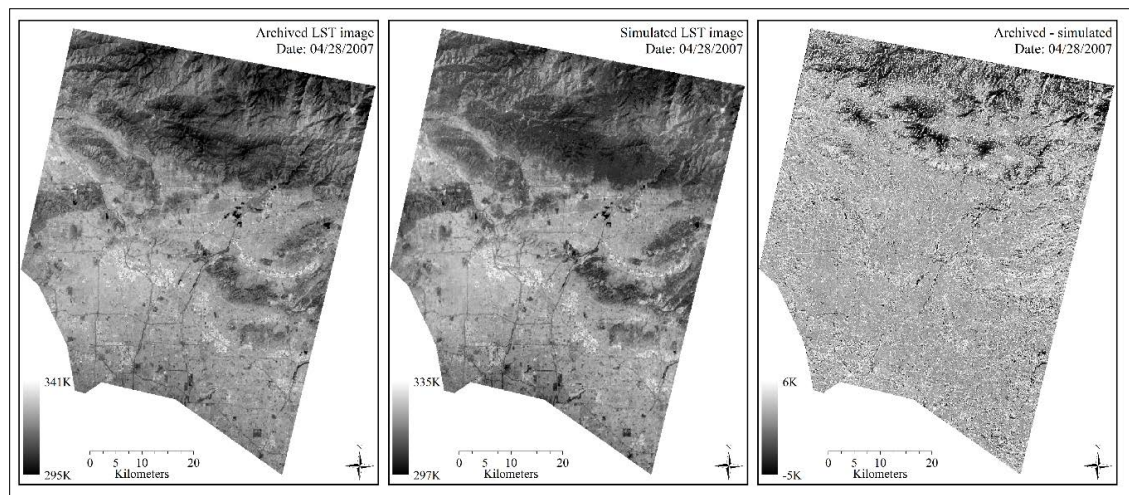 Archived LST image
Date: 04/28/2007
341K
295K
0 5 10 20
Kilometers
N
Simulated LST image
Date: 04/28/2007
335K
297K
0 5 10 20
Kilometers
N
Archived - simulated
Date: 04/28/2007
6K
-5K
0 5 10 20
Kilometers
N